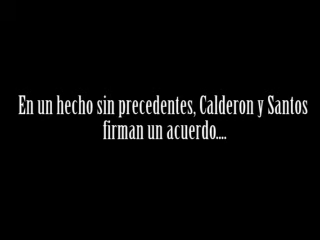 En un hecho sin precedentes, Calderon y Santos
firman un acuerdo....